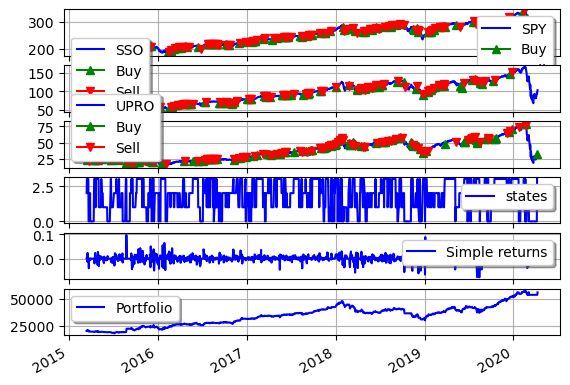 300
200
SPY
Buy
SSO
Buy
Sell
150
100
50
UPRO
Buy
Sell
75
50
25
2.5
0.0
states
0.1
0.0
Simple returns
50000
25000
Portfolio
2015 2016 2017 2018 2019 2020